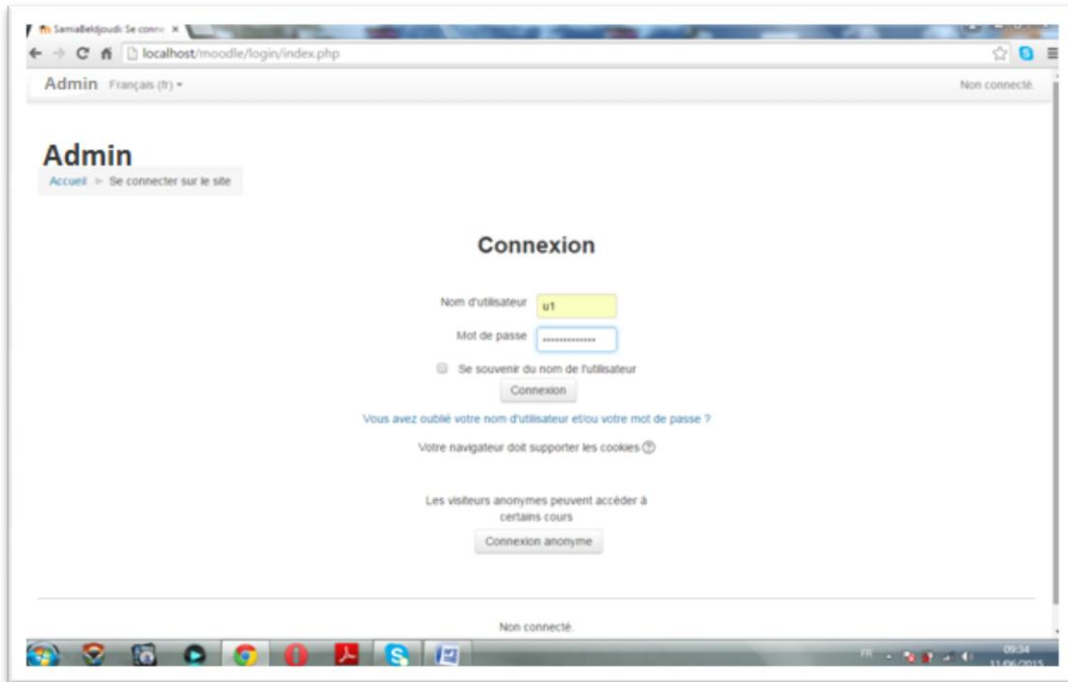 SamiaBeldjoudi: Se conne
localhost/moodle/login/index.php
Admin Français (fr)
Non connecté.
Admin
Accueil Se connecter sur le site
Connexion
Nom d'utilisateur u1
Mot de passe •••••••••••••
Se souvenir du nom de l'utilisateur
Connexion
Vous avez oublié votre nom d'utilisateur et/ou votre mot de passe ?
Votre navigateur doit supporter les cookies
Les visiteurs anonymes peuvent accéder à
certains cours
Connexion anonyme
Non connecté.
FR
09:34
11/06/2015